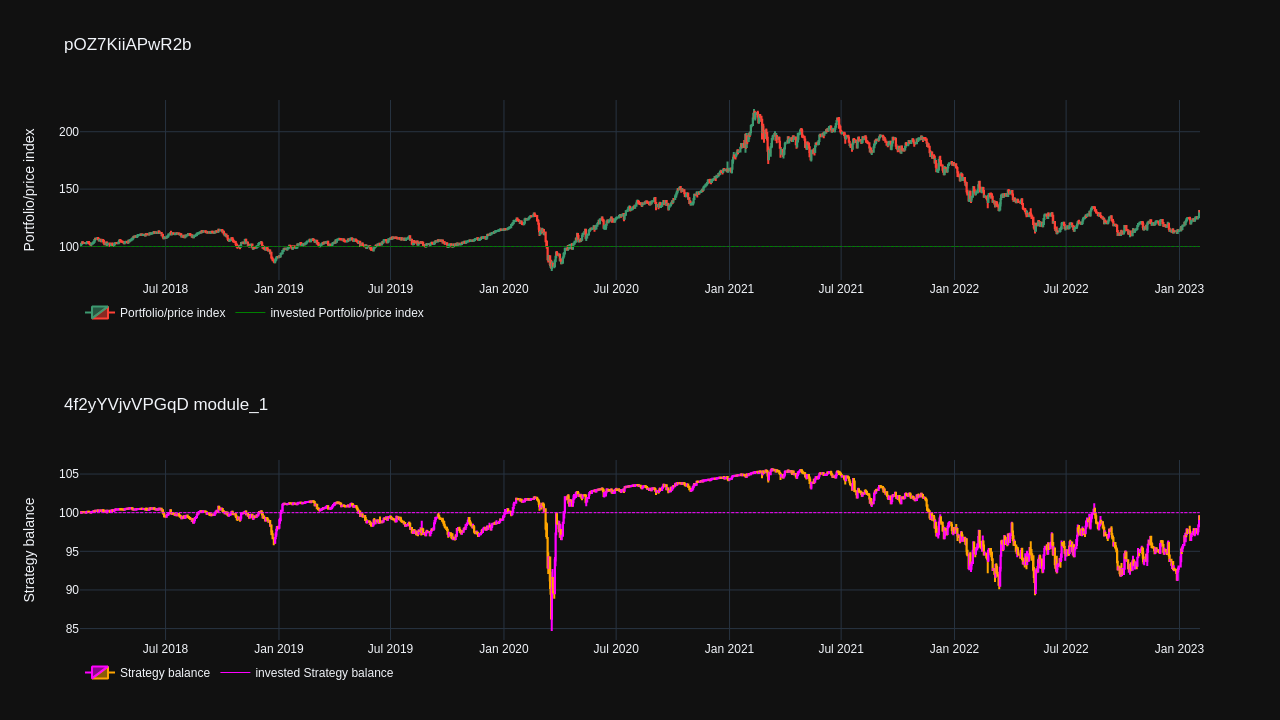 pOZ7KiiAPwR2b
Portfolio/price index
200
150
100
Jul 2018 Jan 2019 Jul 2019 Jan 2020 Jul 2020 Jan 2021 Jul 2021 Jan 2022 Jul 2022 Jan 2023
Portfolio/price index invested Portfolio/price index
4f2yYVjvVPGqD module_1
Strategy balance
105
100
95
90
85
Jul 2018 Jan 2019 Jul 2019 Jan 2020 Jul 2020 Jan 2021 Jul 2021 Jan 2022 Jul 2022 Jan 2023
Strategy balance invested Strategy balance